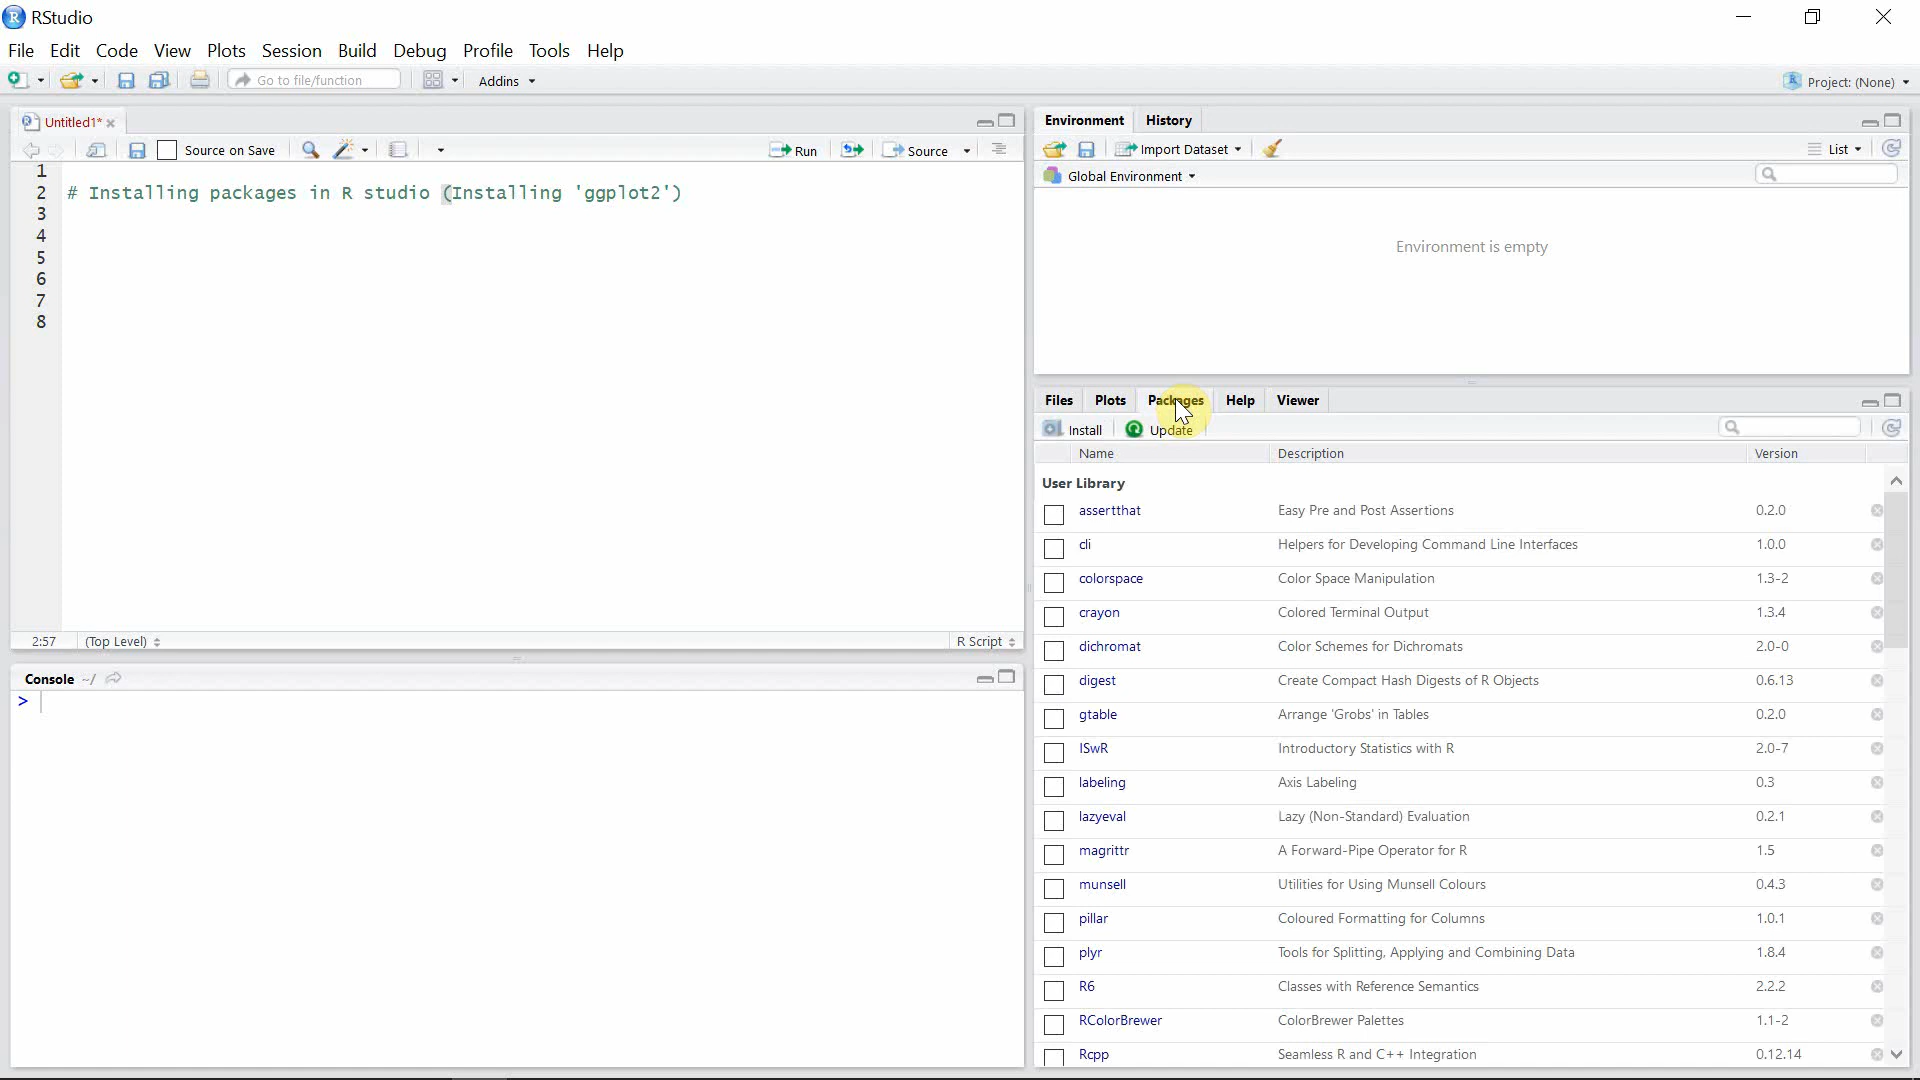 RStudio
File Edit Code View Plots Session Build Debug Profile Tools Help
Go to file/function Addins Project: (None)
Untitled1*
Source on Save Run Source
1
2 # Installing packages in R studio (Installing 'ggplot2')
3
4
5
6
7
8
2:57 (Top Level) R Script
Console ~/
>
Environment History
Import Dataset List
Global Environment
Environment is empty
Files Plots Packages Help Viewer
Install Update
Name Description Version
User Library
assertthat Easy Pre and Post Assertions 0.2.0
cli Helpers for Developing Command Line Interfaces 1.0.0
colorspace Color Space Manipulation 1.3-2
crayon Colored Terminal Output 1.3.4
dichromat Color Schemes for Dichromats 2.0-0
digest Create Compact Hash Digests of R Objects 0.6.13
gtable Arrange 'Grobs' in Tables 0.2.0
ISwR Introductory Statistics with R 2.0-7
labeling Axis Labeling 0.3
lazyeval Lazy (Non-Standard) Evaluation 0.2.1
magrittr A Forward-Pipe Operator for R 1.5
munsell Utilities for Using Munsell Colours 0.4.3
pillar Coloured Formatting for Columns 1.0.1
plyr Tools for Splitting, Applying and Combining Data 1.8.4
R6 Classes with Reference Semantics 2.2.2
RColorBrewer ColorBrewer Palettes 1.1-2
Rcpp Seamless R and C++ Integration 0.12.14